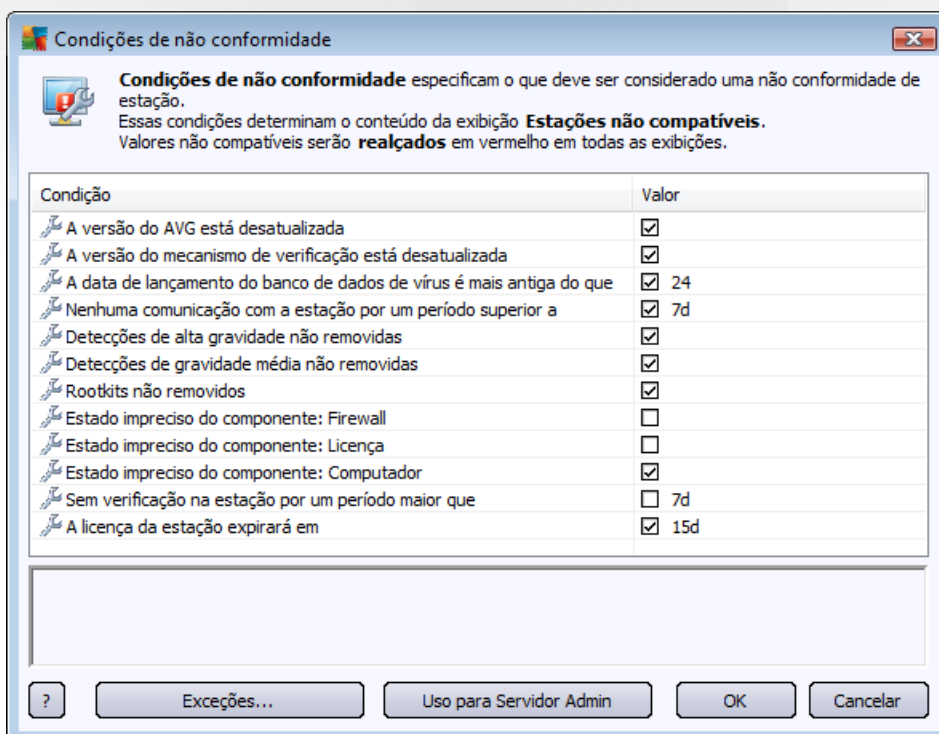 Condições de não conformidade
Condições de não conformidade especificam o que deve ser considerado uma não conformidade de
estação.
Essas condições determinam o conteúdo da exibição Estações não compatíveis.
Valores não compatíveis serão realçados em vermelho em todas as exibições.
Condição Valor
A versão do AVG está desatualizada
A versão do mecanismo de verificação está desatualizada
A data de lançamento do banco de dados de vírus é mais antiga do que 24
Nenhuma comunicação com a estação por um período superior a 7d
Detecções de alta gravidade não removidas
Detecções de gravidade média não removidas
Rootkits não removidos
Estado impreciso do componente: Firewall
Estado impreciso do componente: Licença
Estado impreciso do componente: Computador
Sem verificação na estação por um período maior que 7d
A licença da estação expirará em 15d
? Exceções... Uso para Servidor Admin OK Cancelar